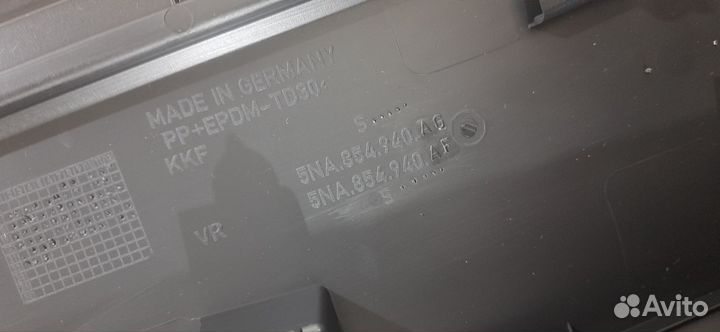 MADE IN GERMANY
PP+EPDM-TD30<
KKF
S.....
5NA.854.940.AG
5NA.854.940.AF
S.....
VR
Avito